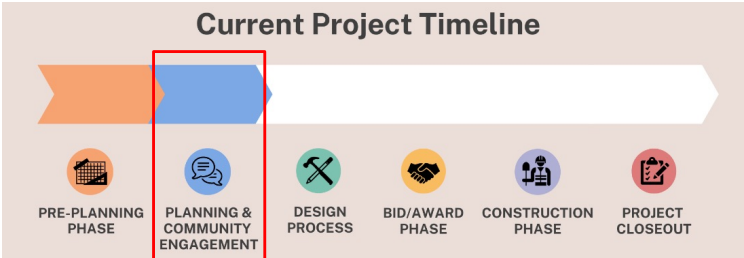 Current Project Timeline
PRE-PLANNING
PHASE
PLANNING &
COMMUNITY
ENGAGEMENT
DESIGN
PROCESS
BID/AWARD
PHASE
CONSTRUCTION
PHASE
PROJECT
CLOSEOUT